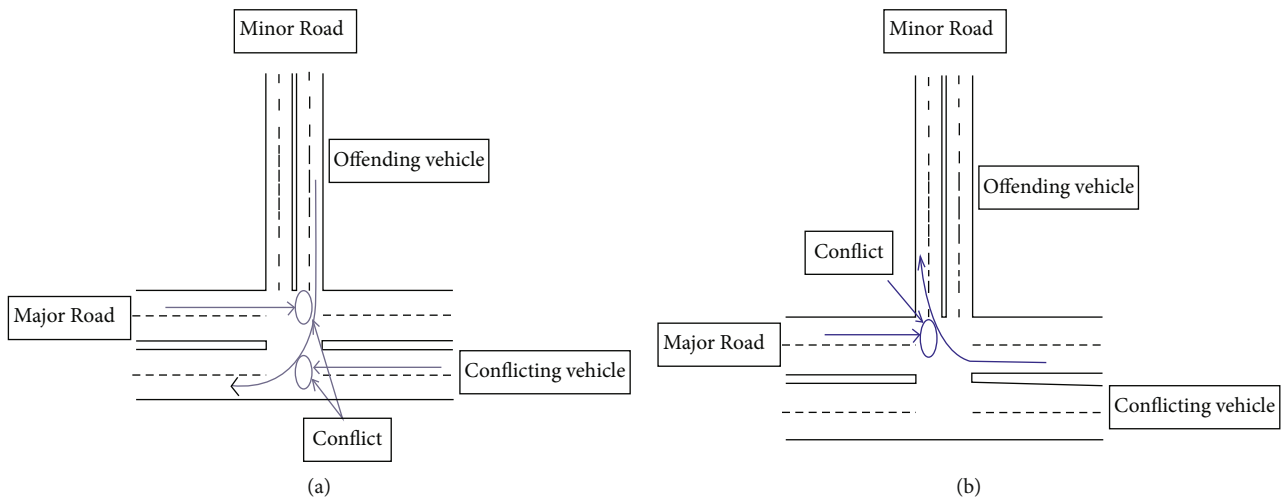 Minor Road
Offending vehicle
Major Road
Conflicting vehicle
Conflict
(a)
Minor Road
Offending vehicle
Conflict
Major Road
Conflicting vehicle
(b)